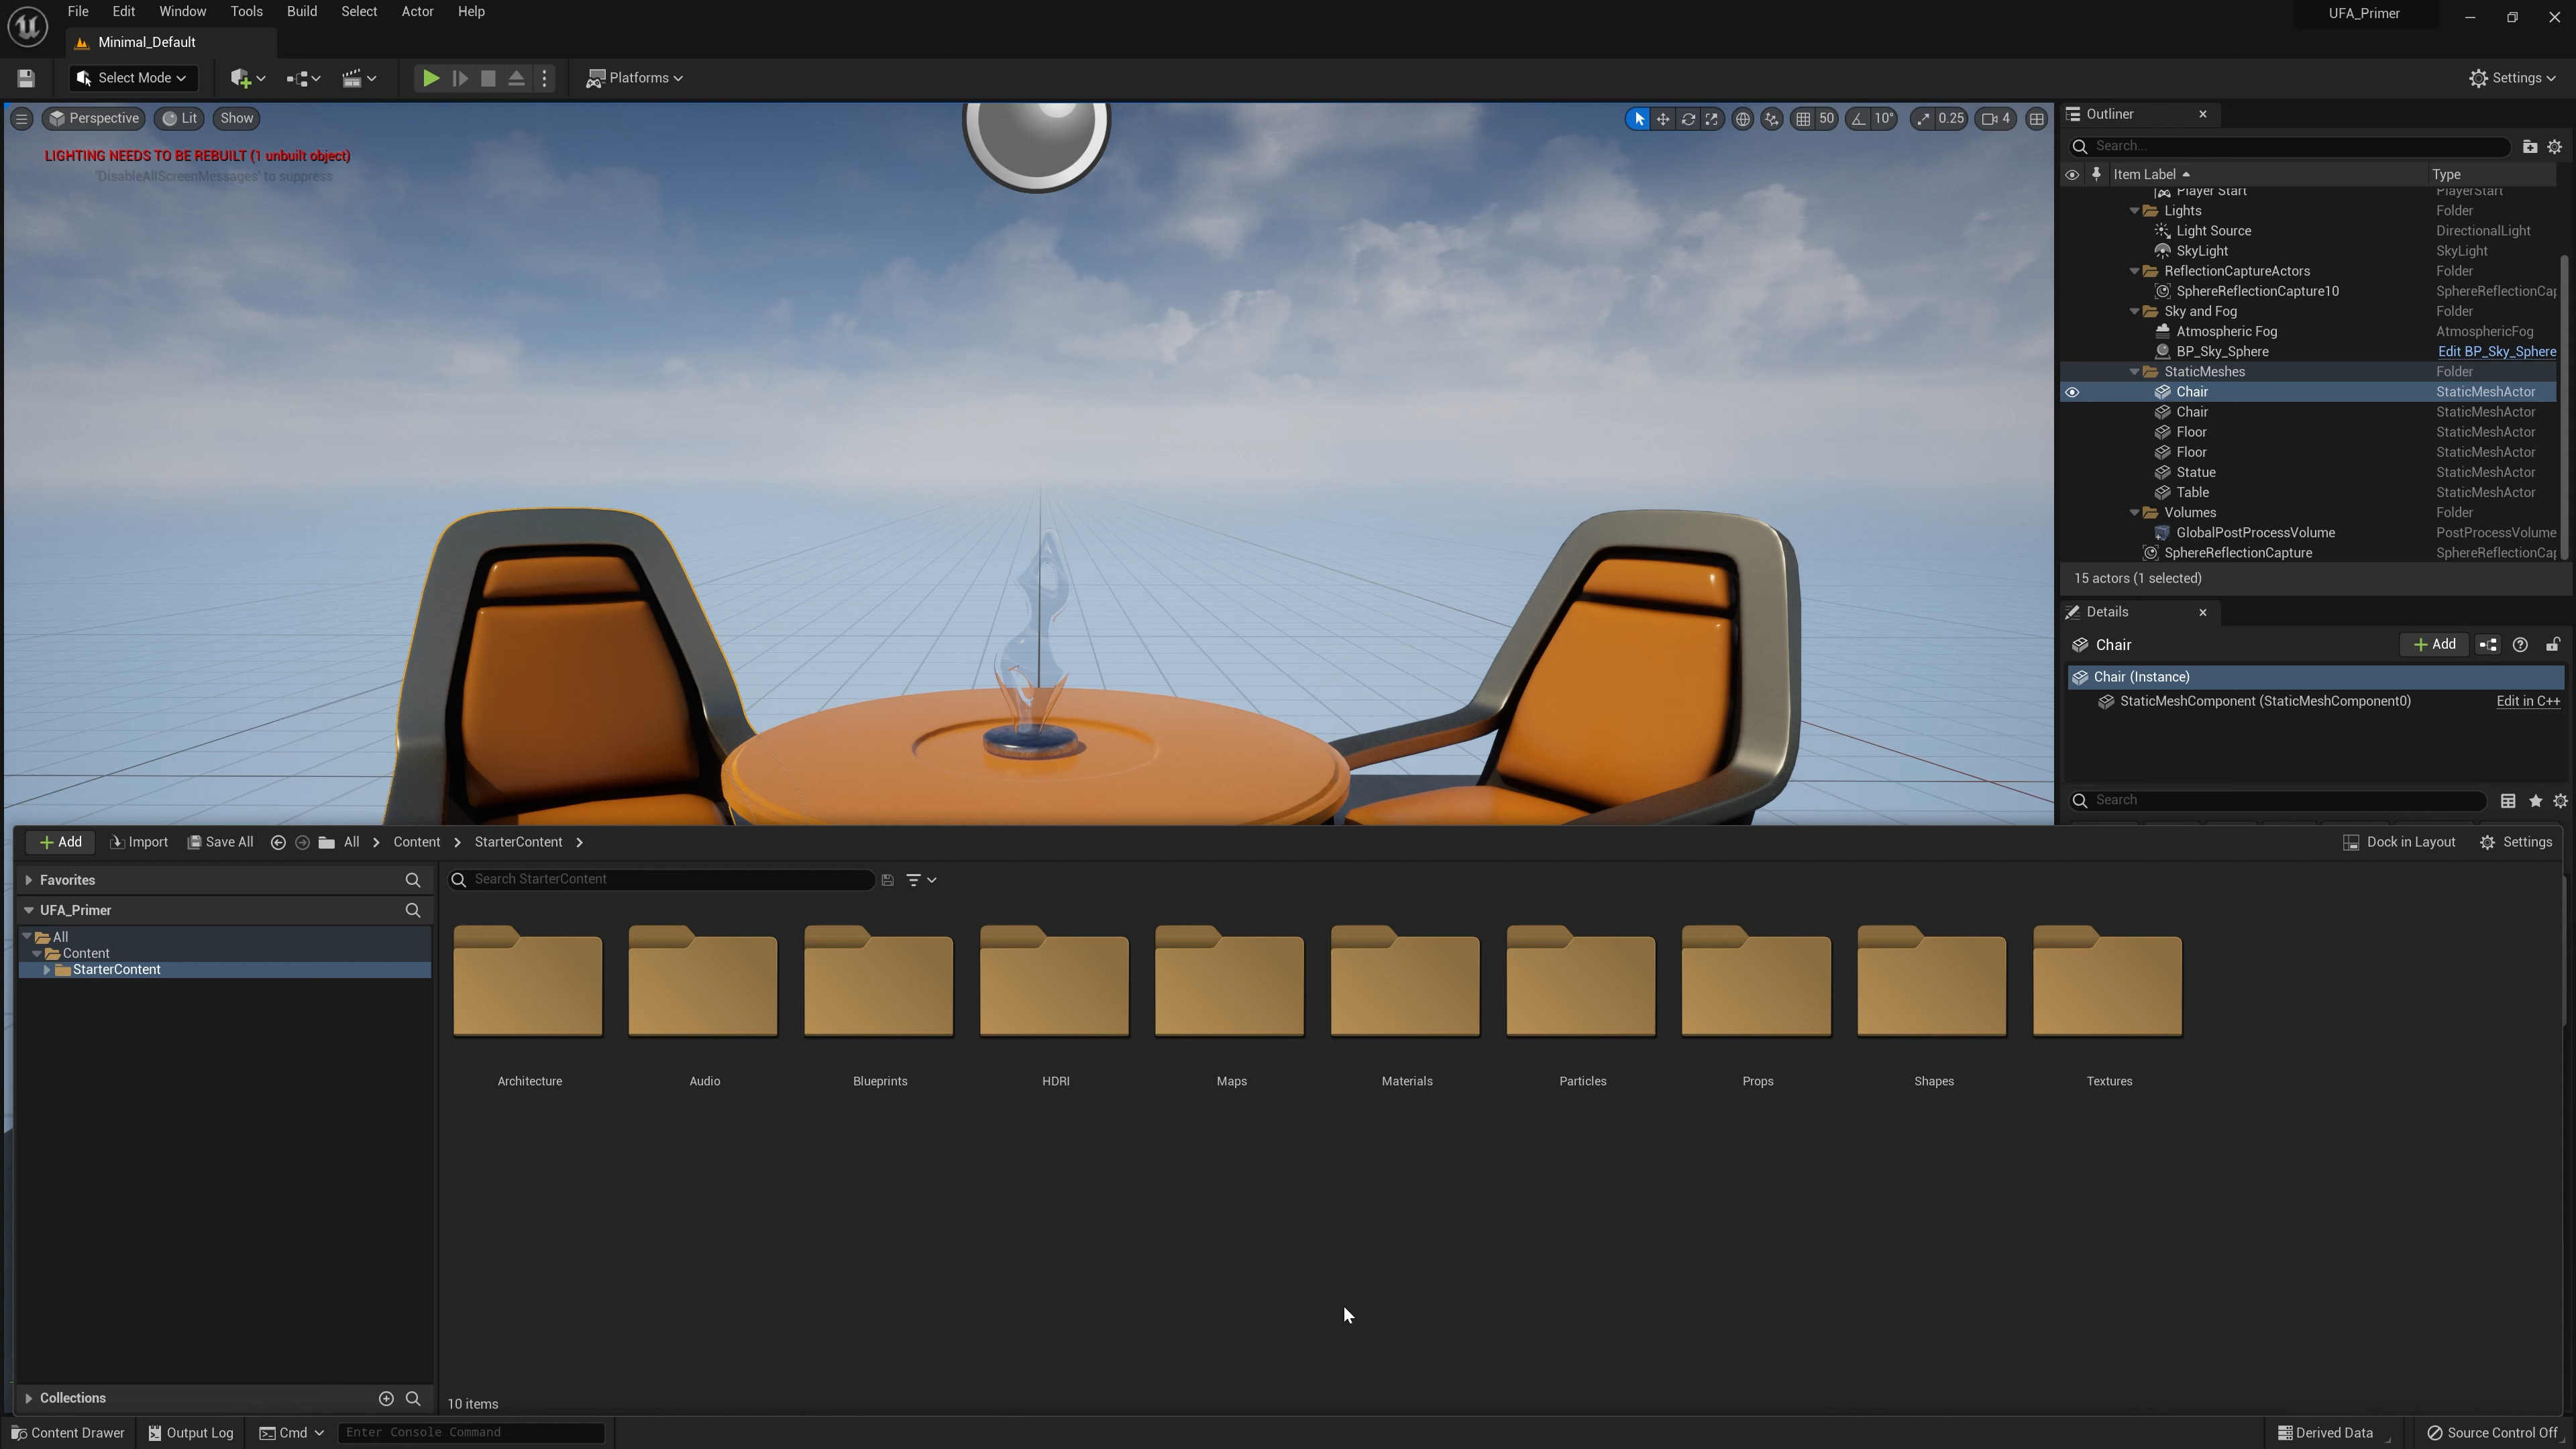 File Edit Window Tools Build Select Actor Help
UFA_Primer
Minimal_Default
Select Mode
Platforms
Settings
Perspective Lit Show
50 10° 0.25 4
LIGHTING NEEDS TO BE REBUILT (1 unbuilt object)
'DisableAllScreenMessages' to suppress
Outliner
Search...
Item Label Type
Player Start PlayerStart
Lights Folder
Light Source DirectionalLight
SkyLight SkyLight
ReflectionCaptureActors Folder
SphereReflectionCapture10 SphereReflectionCap
Sky and Fog Folder
Atmospheric Fog AtmosphericFog
BP_Sky_Sphere Edit BP_Sky_Sphere
StaticMeshes Folder
Chair StaticMeshActor
Chair StaticMeshActor
Floor StaticMeshActor
Floor StaticMeshActor
Statue StaticMeshActor
Table StaticMeshActor
Volumes Folder
GlobalPostProcessVolume PostProcessVolume
SphereReflectionCapture SphereReflectionCap
15 actors (1 selected)
Details
Chair
Add
Chair (Instance)
StaticMeshComponent (StaticMeshComponent0) Edit in C++
Search
Add Import Save All All Content StarterContent
Dock in Layout Settings
Favorites
UFA_Primer
All
Content
StarterContent
Search StarterContent
Architecture Audio Blueprints HDRI Maps Materials Particles Props Shapes Textures
Collections
10 items
Content Drawer Output Log Cmd Enter Console Command
Derived Data Source Control Off